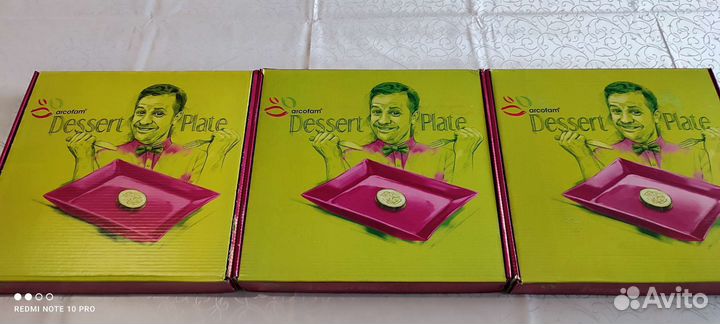 arcofam®
Dessert Plate
arcofam®
Dessert Plate
arcofam®
Dessert Plate
REDMI NOTE 10 PRO
Avito